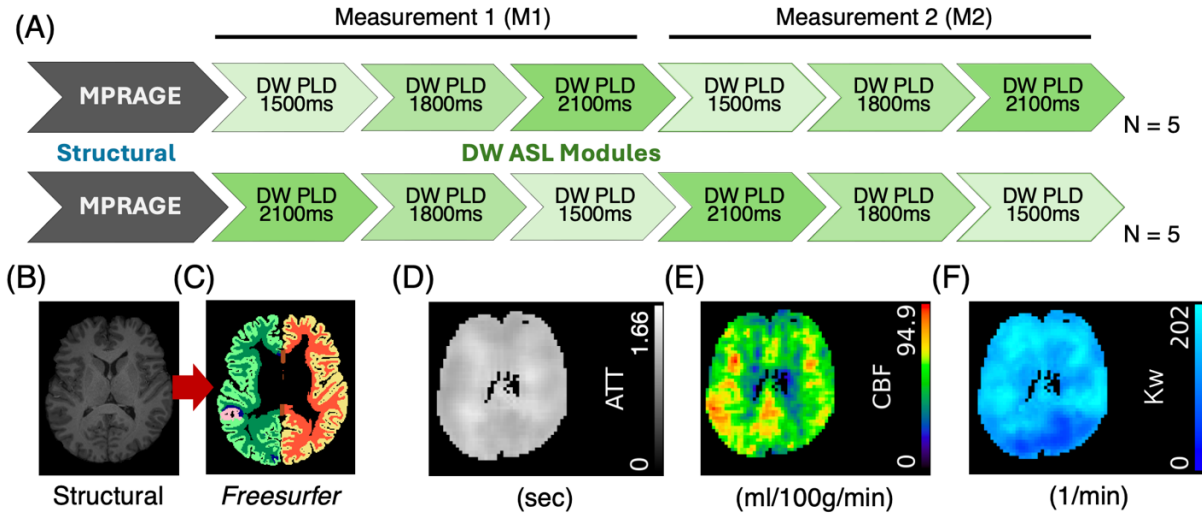 (A)
Measurement 1 (M1)
Measurement 2 (M2)
MPRAGE
DW PLD
1500ms
DW PLD
1800ms
DW PLD
2100ms
DW PLD
1500ms
DW PLD
1800ms
DW PLD
2100ms
N = 5
Structural
DW ASL Modules
MPRAGE
DW PLD
2100ms
DW PLD
1800ms
DW PLD
1500ms
DW PLD
2100ms
DW PLD
1800ms
DW PLD
1500ms
N = 5
(B)
Structural
(C)
Freesurfer
(D)
1.66
ATT
0
(sec)
(E)
94.9
CBF
0
(ml/100g/min)
(F)
202
Kw
0
(1/min)